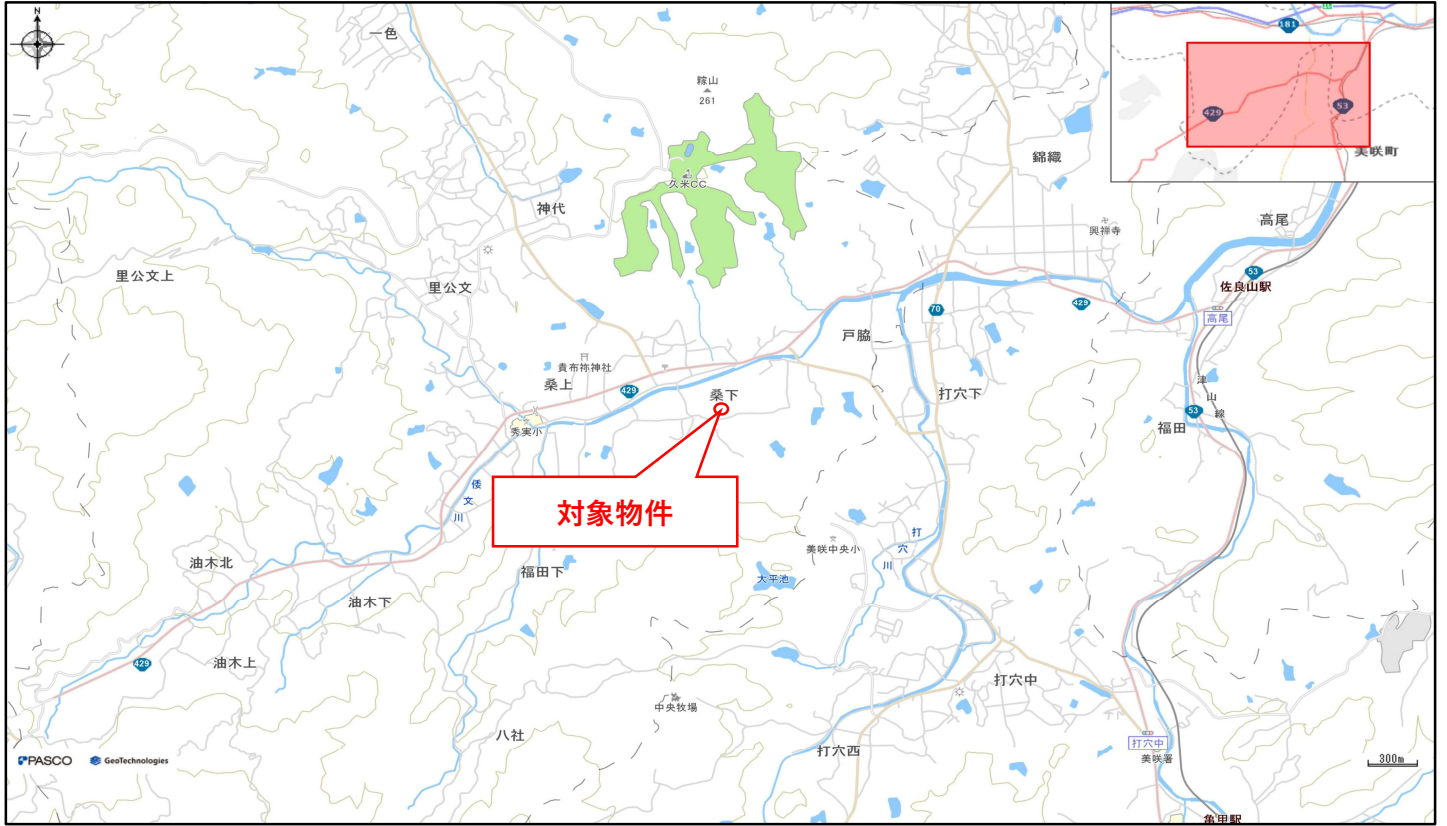 N
一色
糘山
261
181
429
53
美咲町
錦織
久米CC
神代
興禅寺
高尾
里公文上
里公文
53
佐良山駅
70
429
高尾
戸脇
貴布祢神社
桑上
429
桑下
打穴下
津山線
53
福田
秀実小
対象物件
倭文川
打穴川
美咲中央小
油木北
福田下
大平池
油木下
429
油木上
打穴中
中央牧場
八社
打穴西
打穴中
美咲署
PASCO
GeoTechnologies
300m
亀甲駅